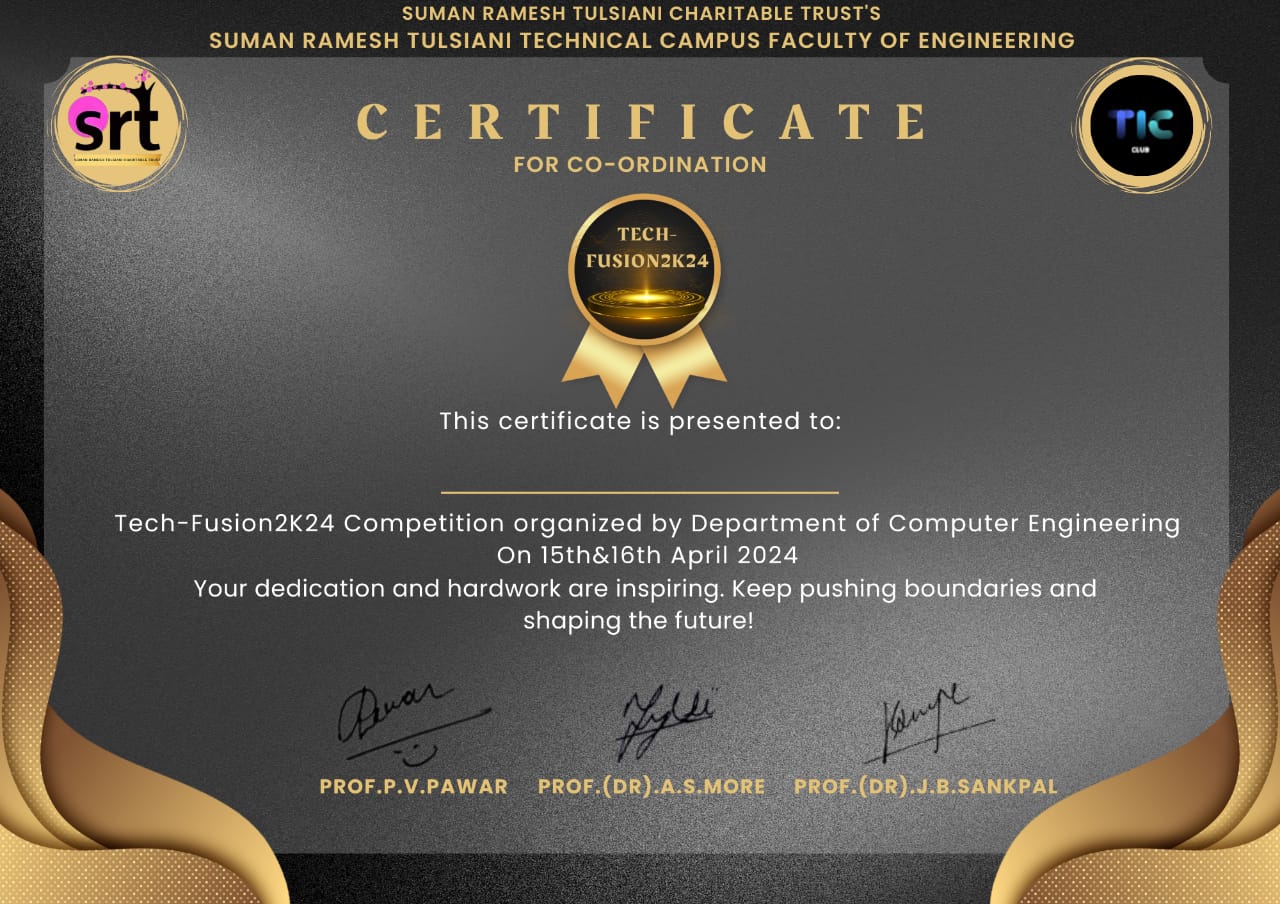 SUMAN RAMESH TULSIANI CHARITABLE TRUST'S
SUMAN RAMESH TULSIANI TECHNICAL CAMPUS FACULTY OF ENGINEERING
srt
SUMAN RAMESH TULSIANI CHARITABLE TRUST
TIC
CLUB
CERTIFICATE
FOR CO-ORDINATION
TECH-
FUSION2K24
This certificate is presented to:
Tech-Fusion2K24 Competition organized by Department of Computer Engineering
On 15th&16th April 2024
Your dedication and hardwork are inspiring. Keep pushing boundaries and
shaping the future!
PROF.P.V.PAWAR PROF.(DR).A.S.MORE PROF.(DR).J.B.SANKPAL